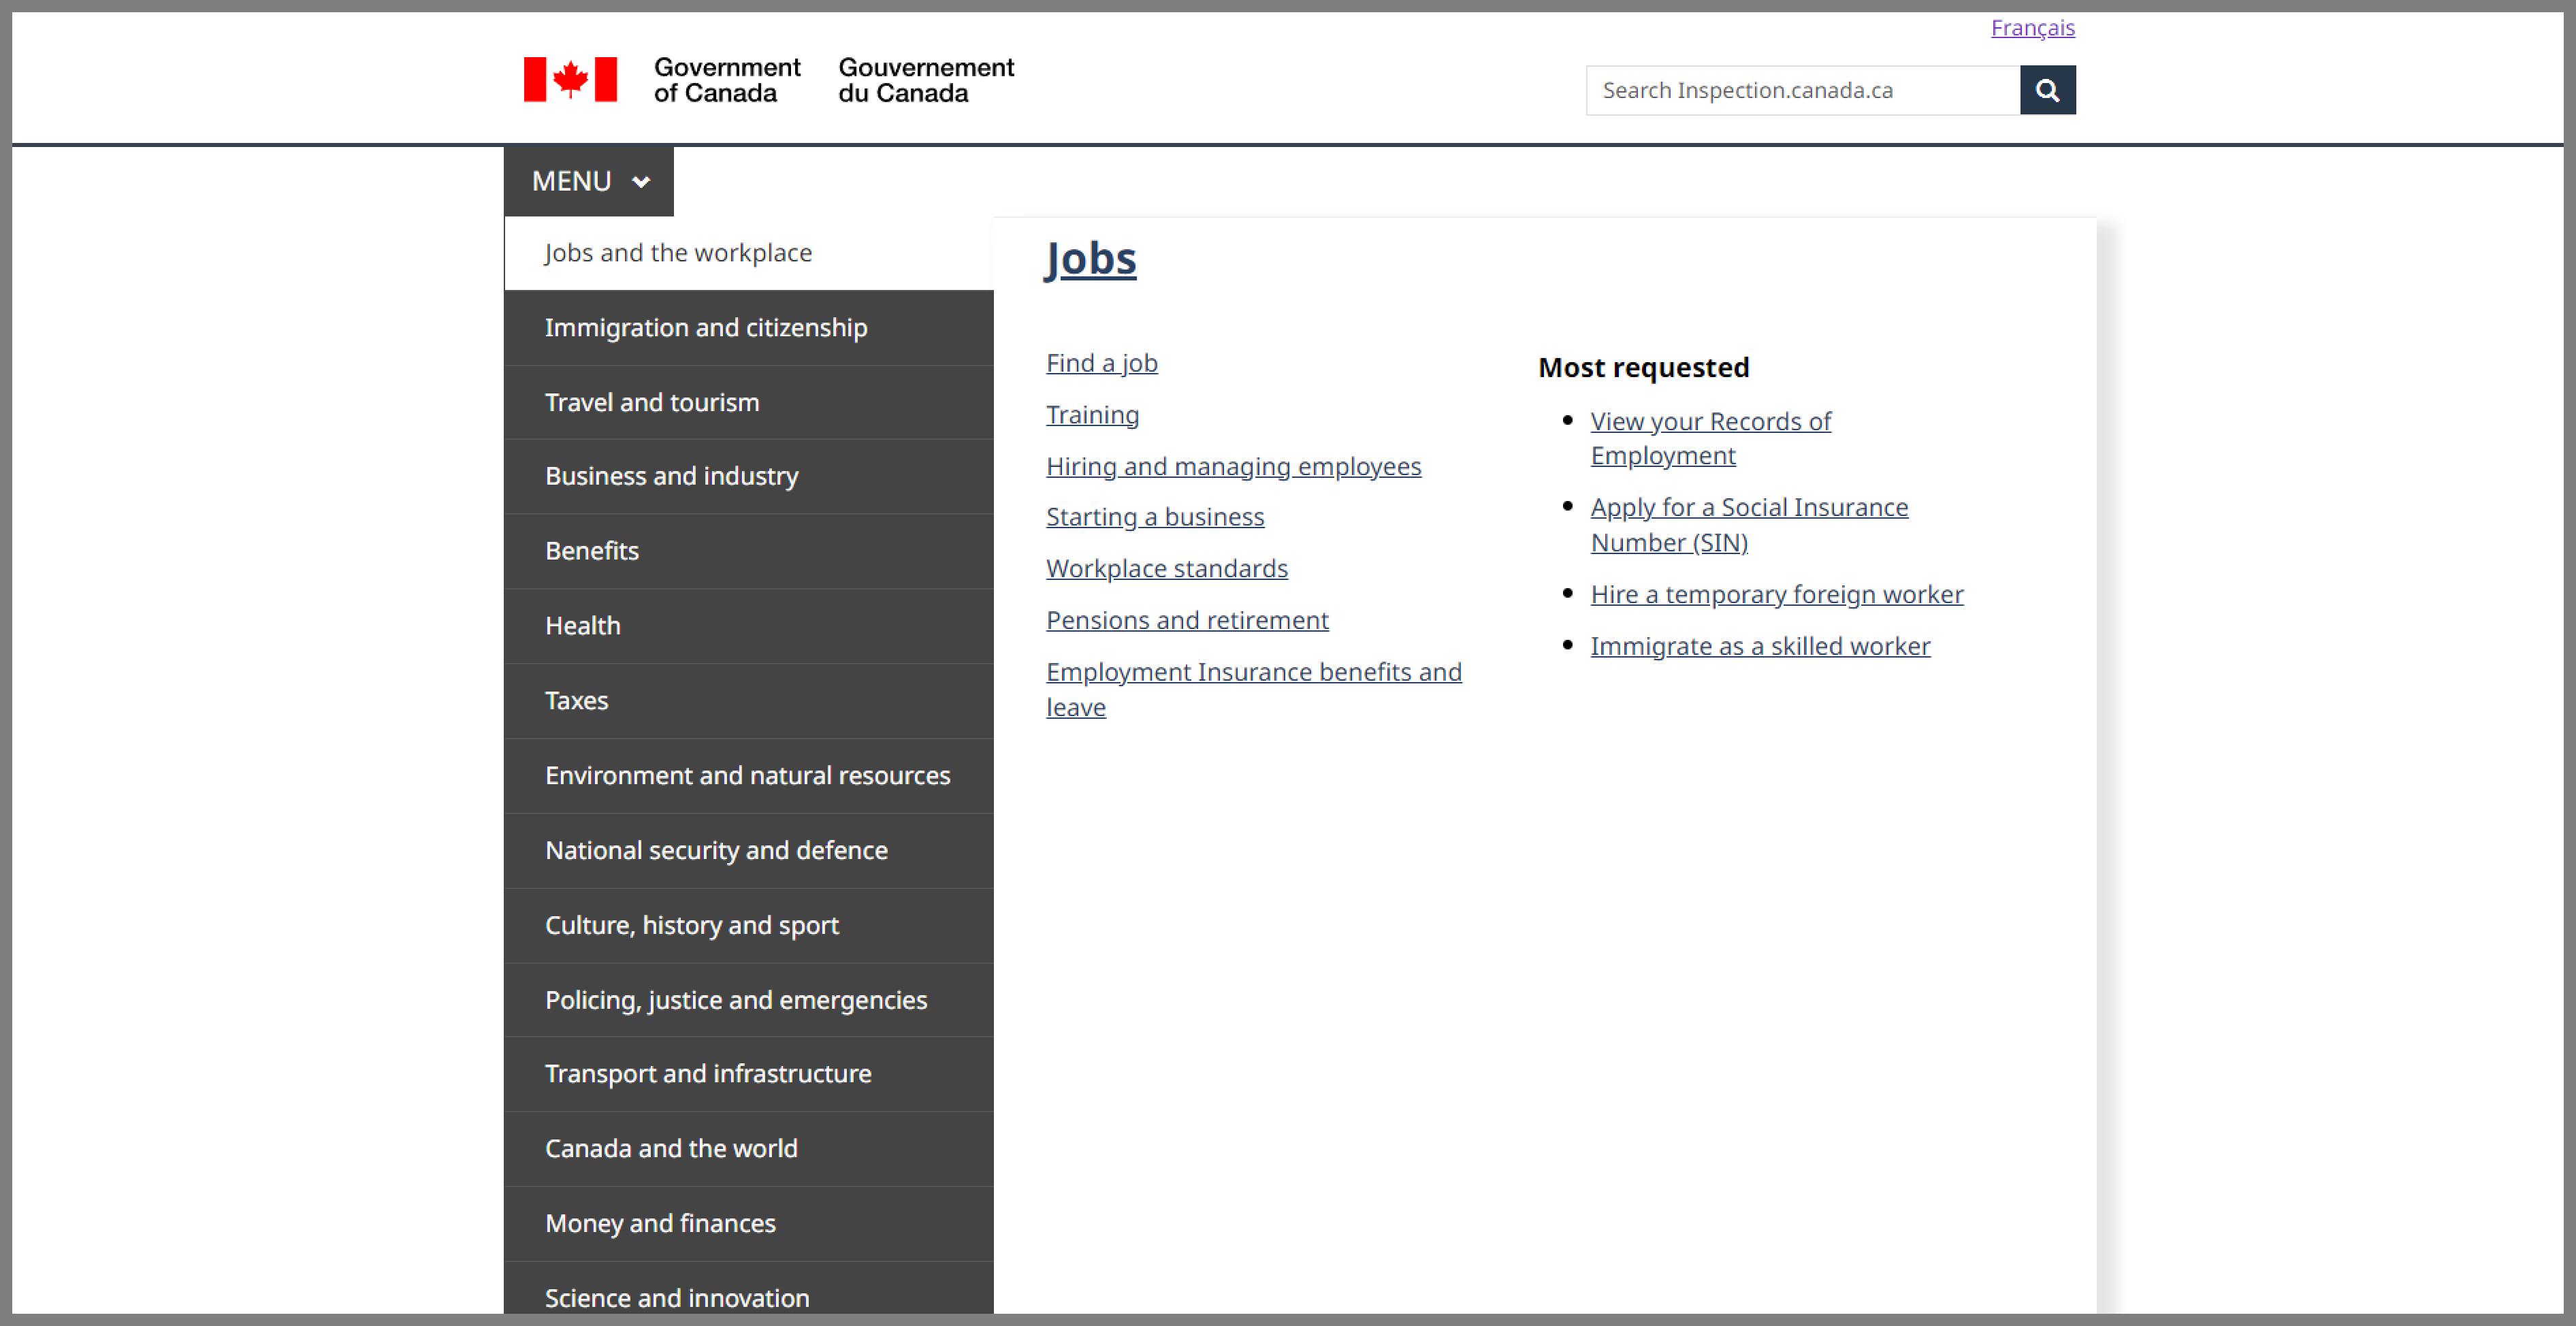 Français
Government
of Canada
Gouvernement
du Canada
Search Inspection.canada.ca
MENU
Jobs and the workplace
Immigration and citizenship
Travel and tourism
Business and industry
Benefits
Health
Taxes
Environment and natural resources
National security and defence
Culture, history and sport
Policing, justice and emergencies
Transport and infrastructure
Canada and the world
Money and finances
Science and innovation
Jobs
Find a job
Training
Hiring and managing employees
Starting a business
Workplace standards
Pensions and retirement
Employment Insurance benefits and
leave
Most requested
View your Records of
Employment
Apply for a Social Insurance
Number (SIN)
Hire a temporary foreign worker
Immigrate as a skilled worker